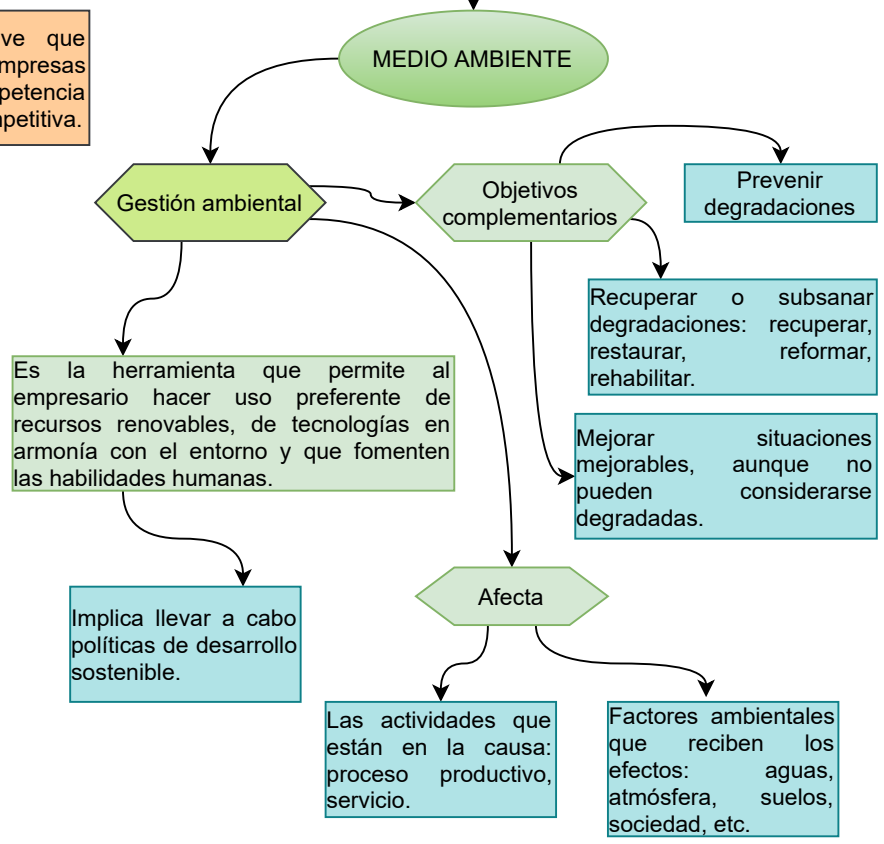 que
MEDIO AMBIENTE
Gestión ambiental
Objetivos
complementarios
Prevenir
degradaciones
Recuperar o subsanar
degradaciones: recuperar,
restaurar, reformar,
rehabilitar.
Es la herramienta que permite al
empresario hacer uso preferente de
recursos renovables, de tecnologías en
armonía con el entorno y que fomenten
las habilidades humanas.
Mejorar situaciones
mejorables, aunque no
pueden considerarse
degradadas.
Afecta
Implica llevar a cabo
políticas de desarrollo
sostenible.
Las actividades que
están en la causa:
proceso productivo,
servicio.
Factores ambientales
que reciben los
efectos: aguas,
atmósfera, suelos,
sociedad, etc.